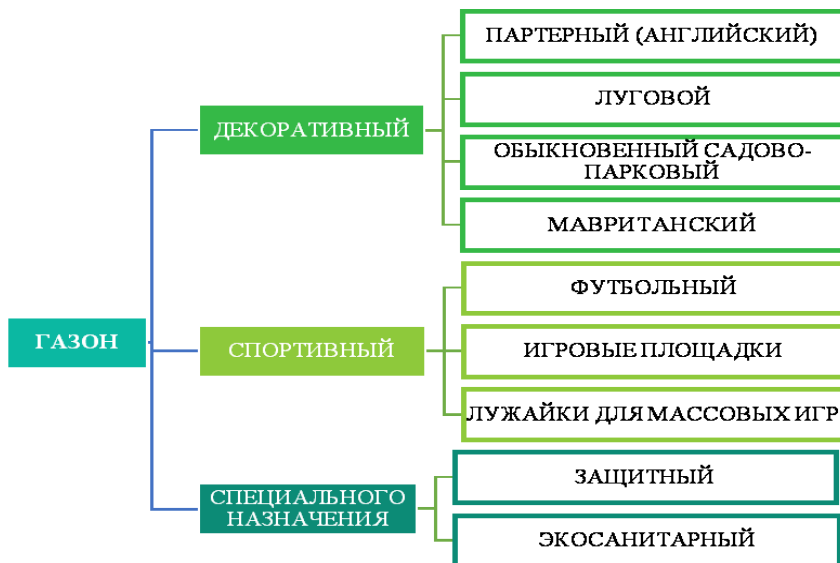 ГАЗОН
ДЕКОРАТИВНЫЙ
ПАРТЕРНЫЙ (АНГЛИЙСКИЙ)
ЛУГОВОЙ
ОБЫКНОВЕННЫЙ САДОВО-
ПАРКОВЫЙ
МАВРИТАНСКИЙ
СПОРТИВНЫЙ
ФУТБОЛЬНЫЙ
ИГРОВЫЕ ПЛОЩАДКИ
ЛУЖАЙКИ ДЛЯ МАССОВЫХ ИГР
СПЕЦИАЛЬНОГО
НАЗНАЧЕНИЯ
ЗАЩИТНЫЙ
ЭКОСАНИТАРНЫЙ